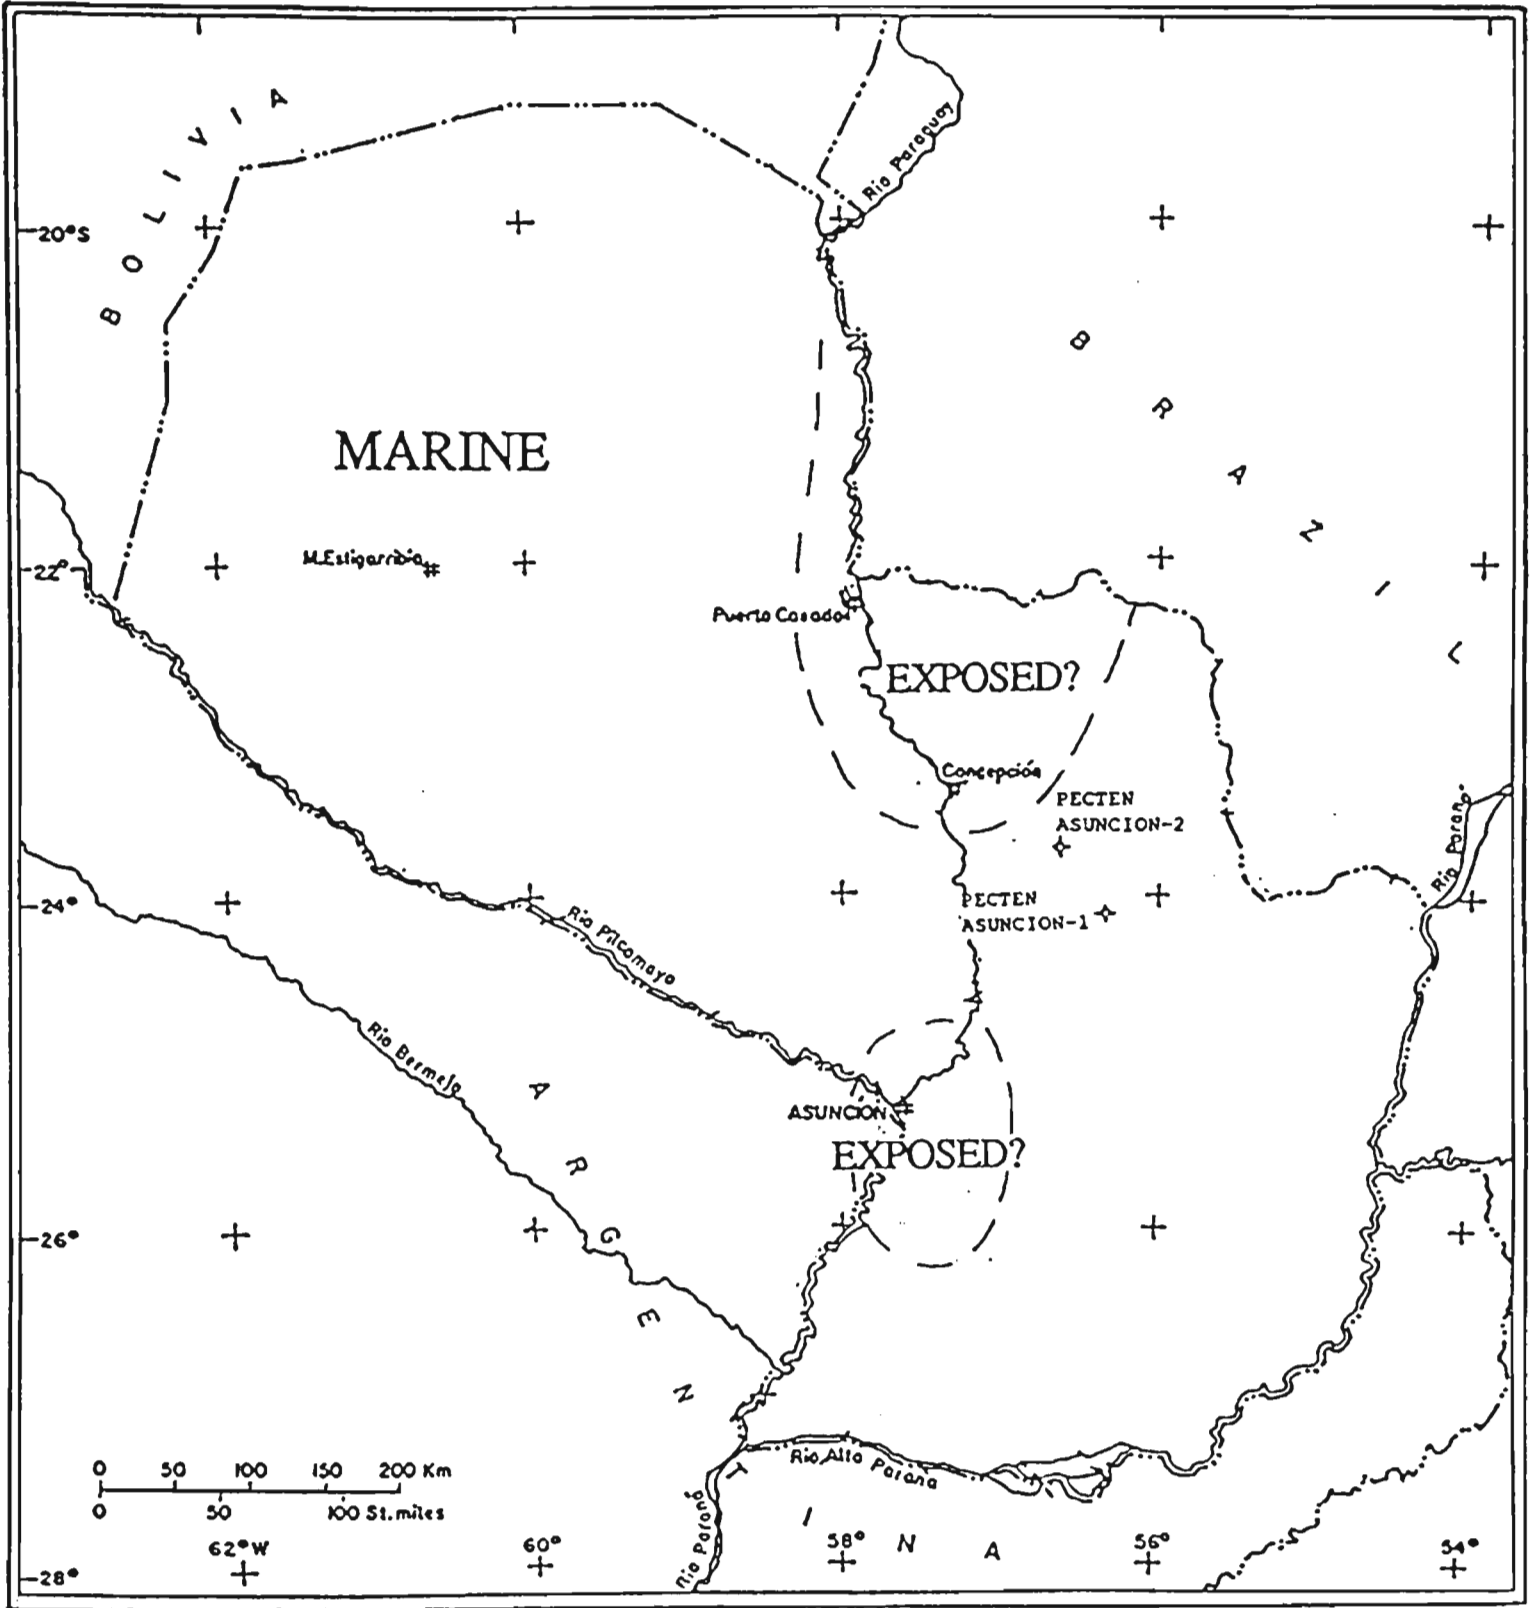 BOLIVIA
Rio Paraguay
20°S
BRAZIL
MARINE
M.Estigarribia
22°
Puerto Casado
EXPOSED?
Concepción
PECTEN
ASUNCION-2
Rio Paran
PECTEN
ASUNCION-1
24°
Rio Pilcomayo
Rio Bermejo
ASUNCION
EXPOSED?
26°
ARGENTINA
Rio Alto Parana
Rio Parana
0 50 100 150 200 Km
0 50 100 St.miles
62°W 60° 58° 56° 54°
28°